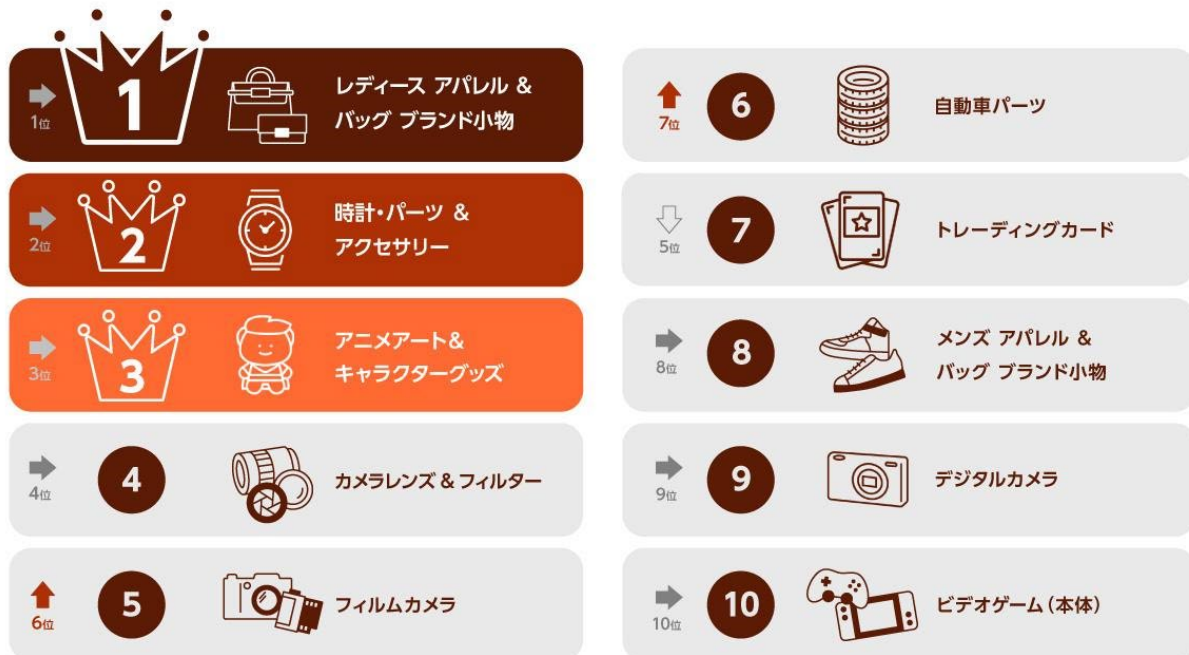 1
1位
レディース アパレル &
バッグ ブランド小物
2
2位
時計・パーツ &
アクセサリー
3
3位
アニメアート&
キャラクターグッズ
4
4位
カメラレンズ & フィルター
5
6位
フィルムカメラ
6
7位
自動車パーツ
7
5位
トレーディングカード
8
8位
メンズ アパレル &
バッグ ブランド小物
9
9位
デジタルカメラ
10
10位
ビデオゲーム(本体)